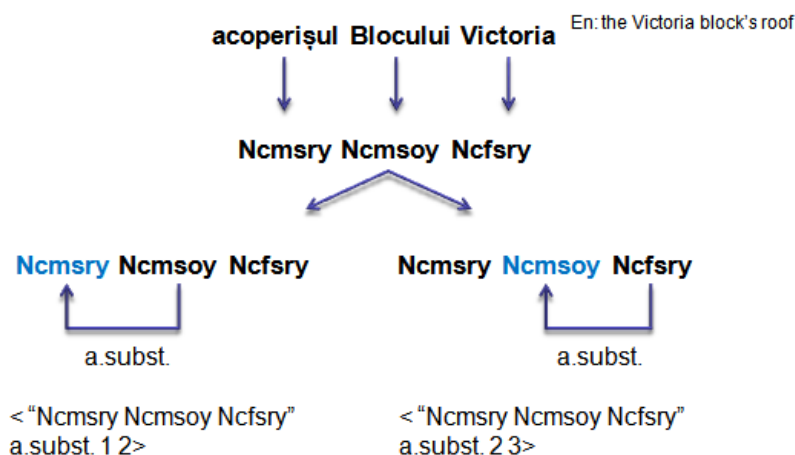 acoperișul Blocului Victoria
En: the Victoria block's roof
Ncmsry Ncmsoy Ncfsry
Ncmsry Ncmsoy Ncfsry
Ncmsry Ncmsoy Ncfsry
a.subst.
a.subst.
< “Ncmsry Ncmsoy Ncfsry”
a.subst. 1 2>
< “Ncmsry Ncmsoy Ncfsry”
a.subst. 2 3>